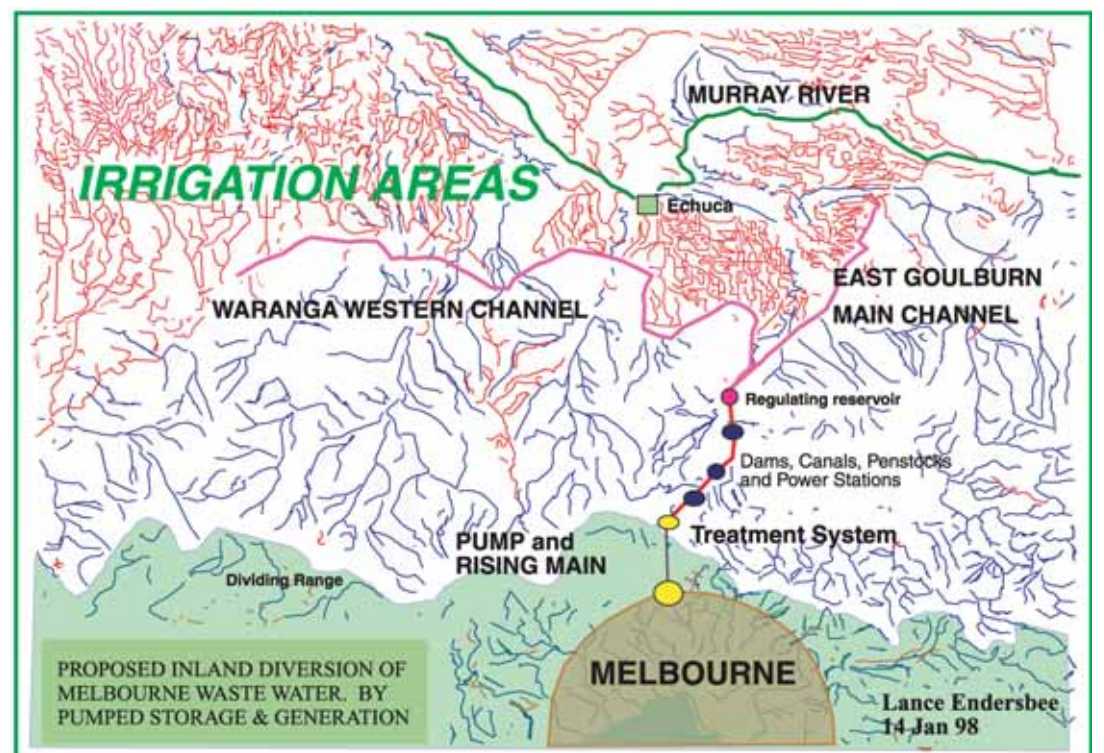 MURRAY RIVER
IRRIGATION AREAS
Echuca
EAST GOULBURN
MAIN CHANNEL
WARANGA WESTERN CHANNEL
Regulating reservoir
Dams, Canals, Penstocks
and Power Stations
Treatment System
PUMP and
RISING MAIN
Dividing Range
MELBOURNE
PROPOSED INLAND DIVERSION OF
MELBOURNE WASTE WATER. BY
PUMPED STORAGE & GENERATION
Lance Endersbee
14 Jan 98